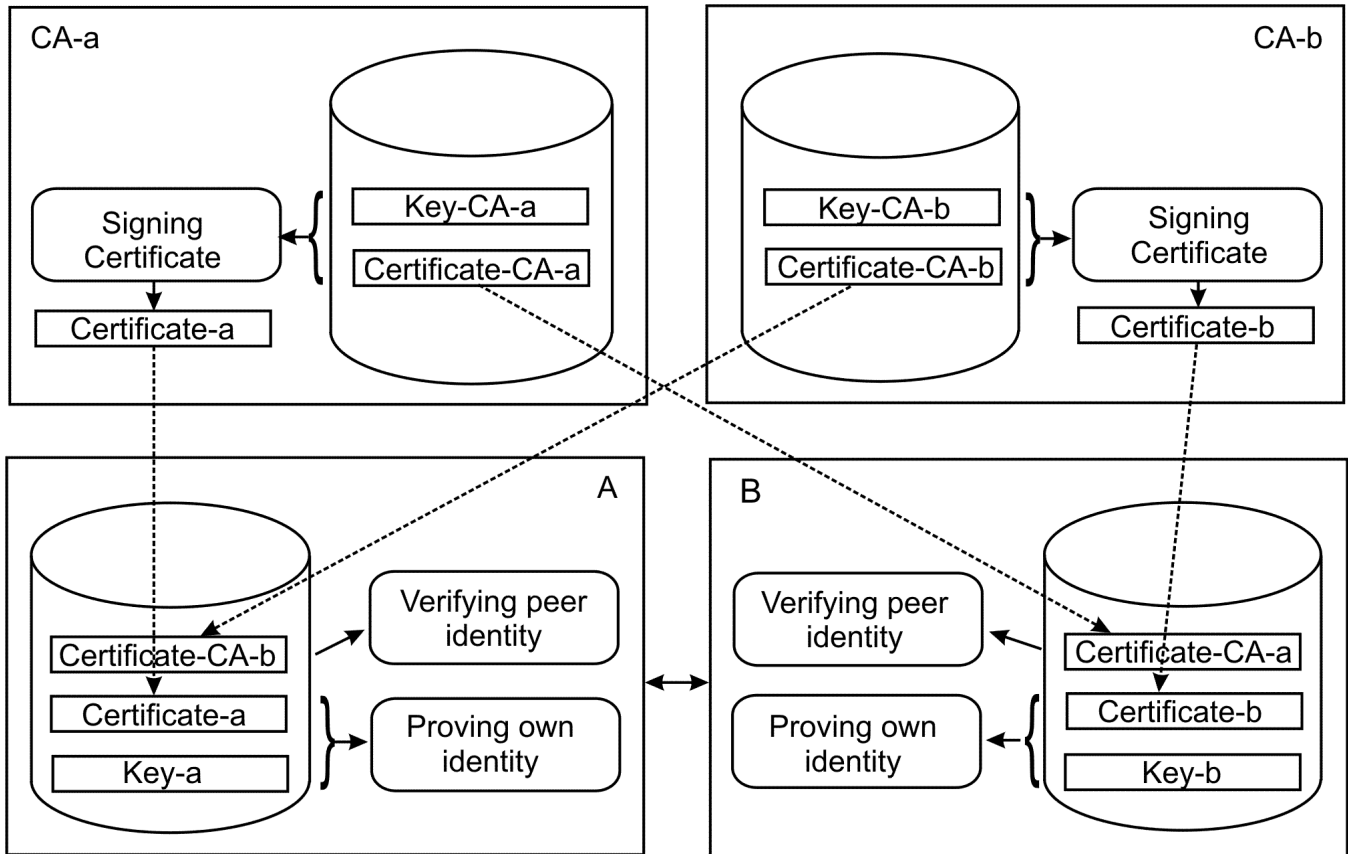 CA-a
Key-CA-a
Certificate-CA-a
Signing
Certificate
Certificate-a
CA-b
Key-CA-b
Certificate-CA-b
Signing
Certificate
Certificate-b
A
Certificate-CA-b
Certificate-a
Key-a
Verifying peer
identity
Proving own
identity
B
Verifying peer
identity
Proving own
identity
Certificate-CA-a
Certificate-b
Key-b